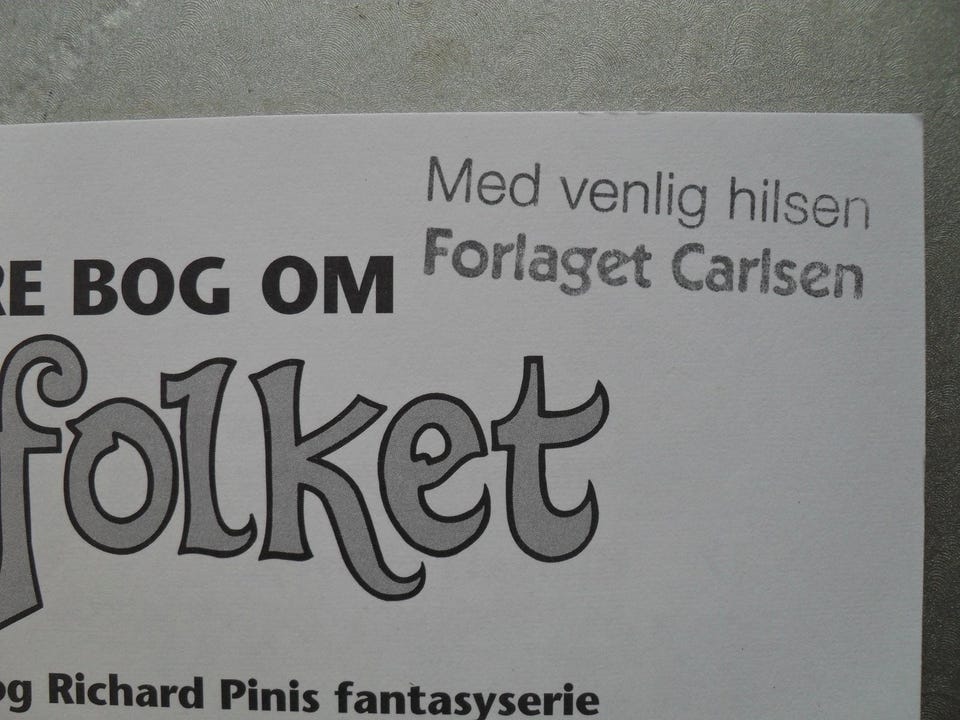 Med venlig hilsen
Forlaget Carlsen
RE BOG OM
folket
og Richard Pinis fantasyserie